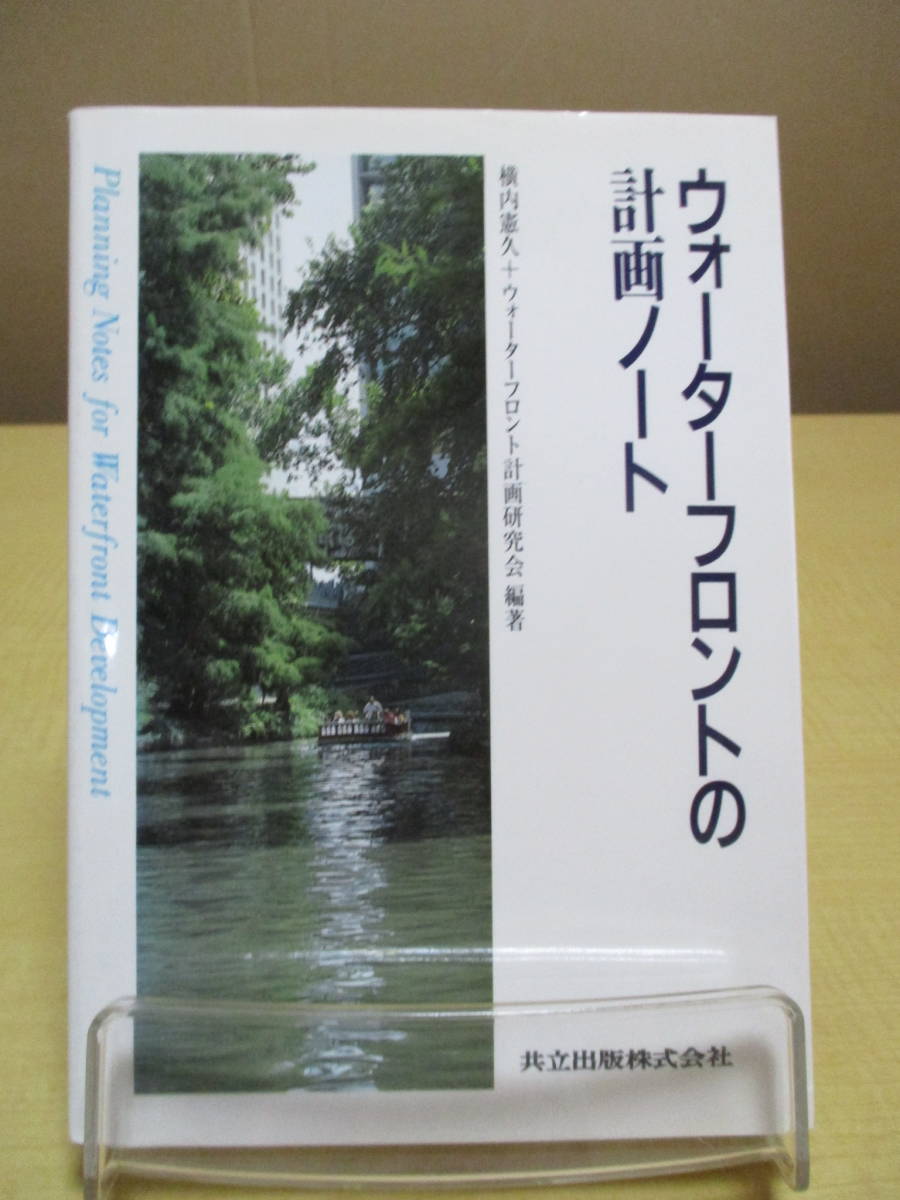 ウォーターフロントの
計画ノート
横内憲久+ウォーターフロント計画研究会 編著
Planning Notes for Waterfront Development
共立出版株式会社